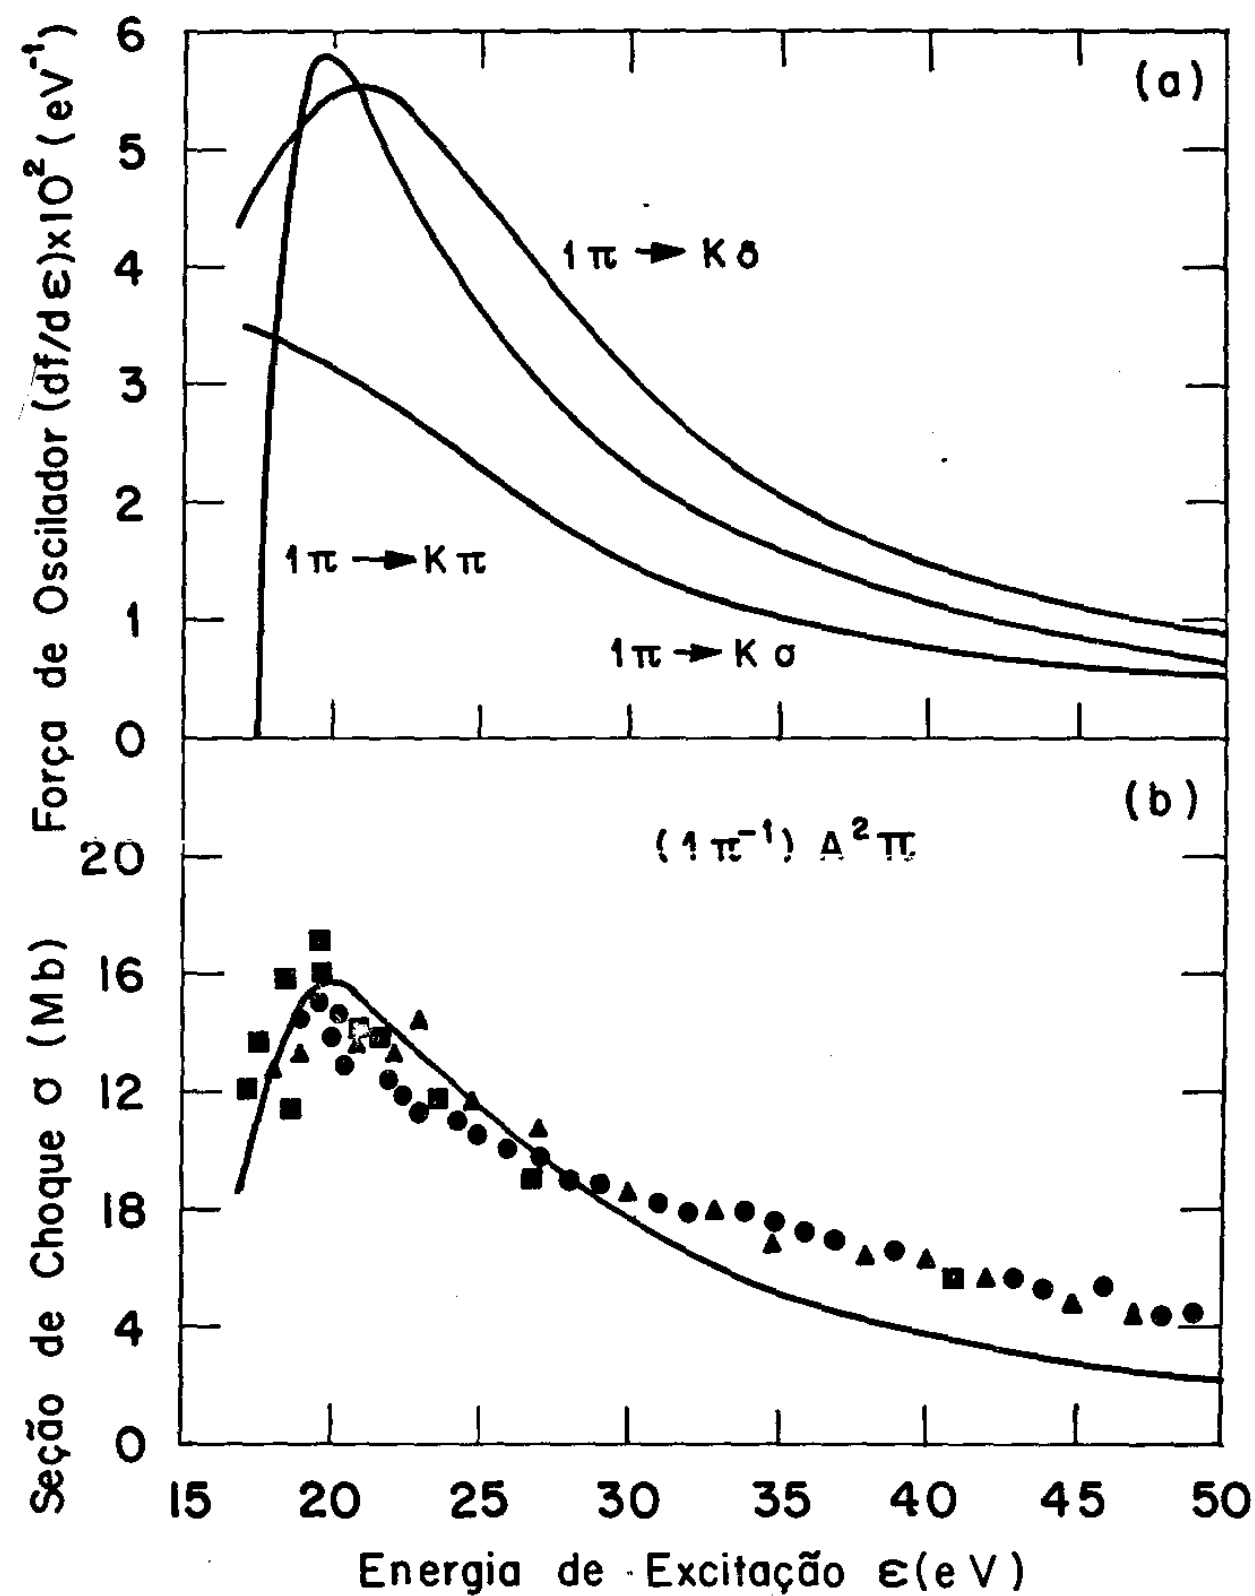 Força de Oscilador (df/dε)x10² (eV⁻¹)
6
5
4
3
2
1
0
(a)
1π → Kδ
1π → Kπ
1π → Kσ
Seção de Choque σ (Mb)
20
16
12
18
4
0
(b)
(1π⁻¹) A²π
15 20 25 30 35 40 45 50
Energia de Excitação ε(eV)